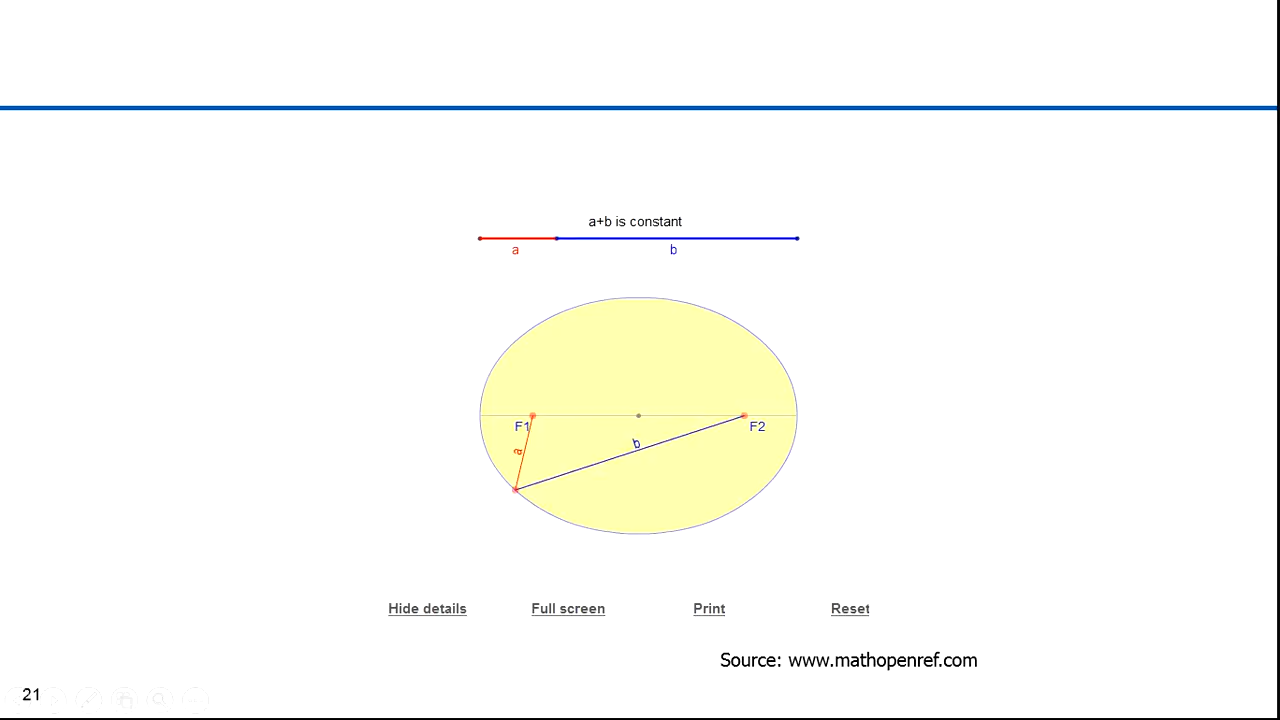 a+b is constant
a b
F1 F2
b
a
Hide details Full screen Print Reset
Source: www.mathopenref.com
21